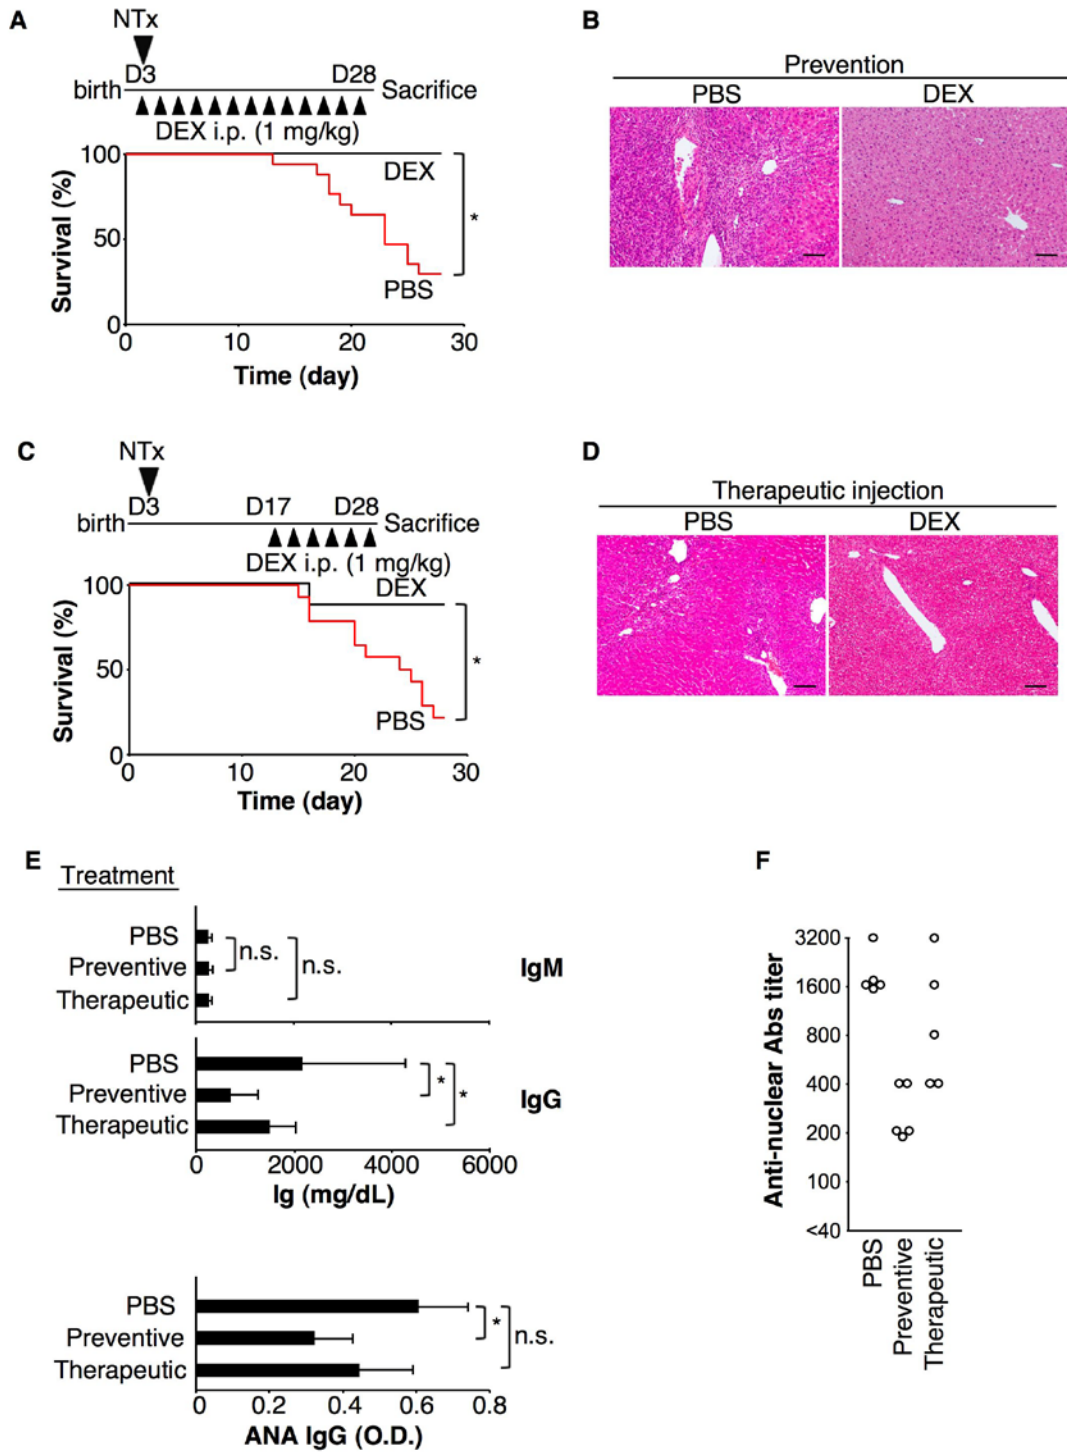 A
NTx
D3 D28
birth Sacrifice
DEX i.p. (1 mg/kg)
100
DEX
*
50
PBS
0
0 10 20 30
Survival (%)
Time (day)
B
Prevention
PBS DEX
C
NTx
D3 D17 D28
birth Sacrifice
DEX i.p. (1 mg/kg)
100
DEX
*
50
PBS
0
0 10 20 30
Survival (%)
Time (day)
D
Therapeutic injection
PBS DEX
E
Treatment
PBS
Preventive
Therapeutic
n.s.
n.s.
IgM
PBS
Preventive
Therapeutic
*
*
IgG
0 2000 4000 6000
Ig (mg/dL)
PBS
Preventive
Therapeutic
*
n.s.
0 0.2 0.4 0.6 0.8
ANA IgG (O.D.)
F
Anti-nuclear Abs titer
3200
1600
800
400
200
100
<40
PBS
Preventive
Therapeutic